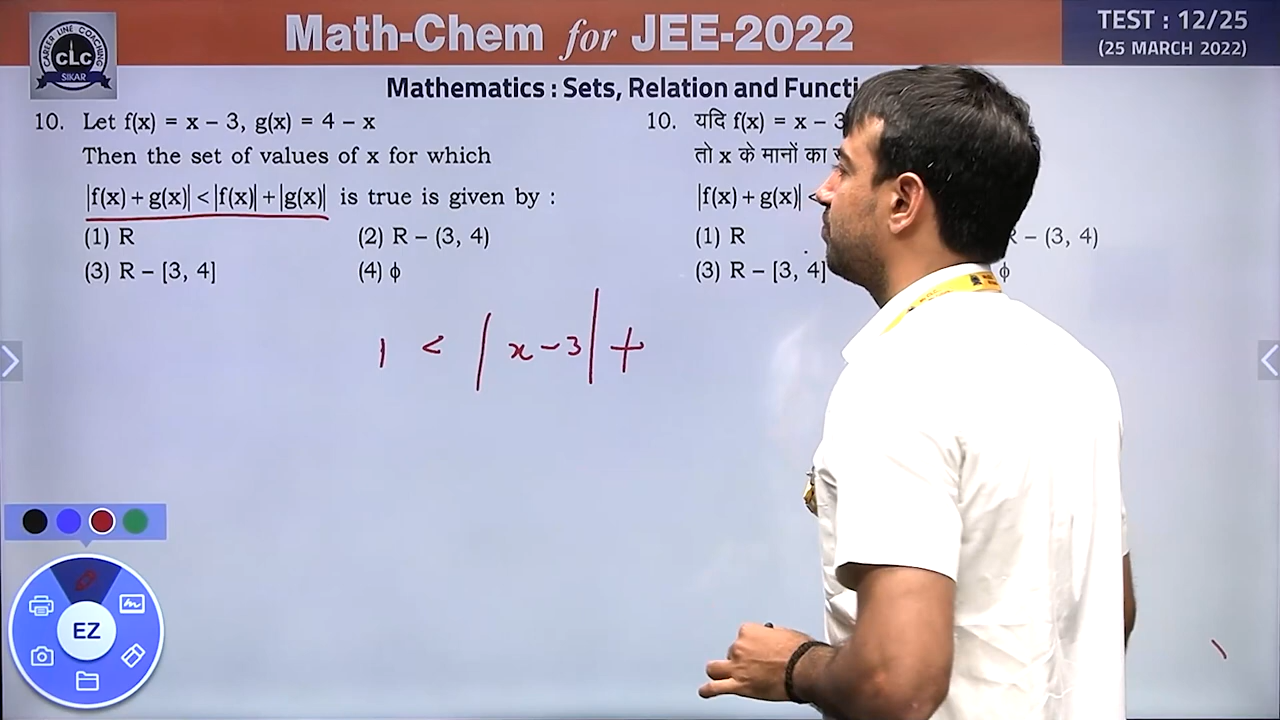 CAREER LINE COACHING
CLC
SIKAR
Math-Chem for JEE-2022
TEST : 12/25
(25 MARCH 2022)
Mathematics : Sets, Relation and Functi
10. Let f(x) = x – 3, g(x) = 4 – x
Then the set of values of x for which
|f(x) + g(x)| < |f(x)| + |g(x)| is true is given by :
(1) R (2) R – (3, 4)
(3) R – [3, 4] (4) ϕ
10. यदि f(x) = x – 3
तो x के मानों का
|f(x) + g(x)| <
(1) R R – (3, 4)
(3) R – [3, 4] ϕ
1 < |x – 3| +
EZ